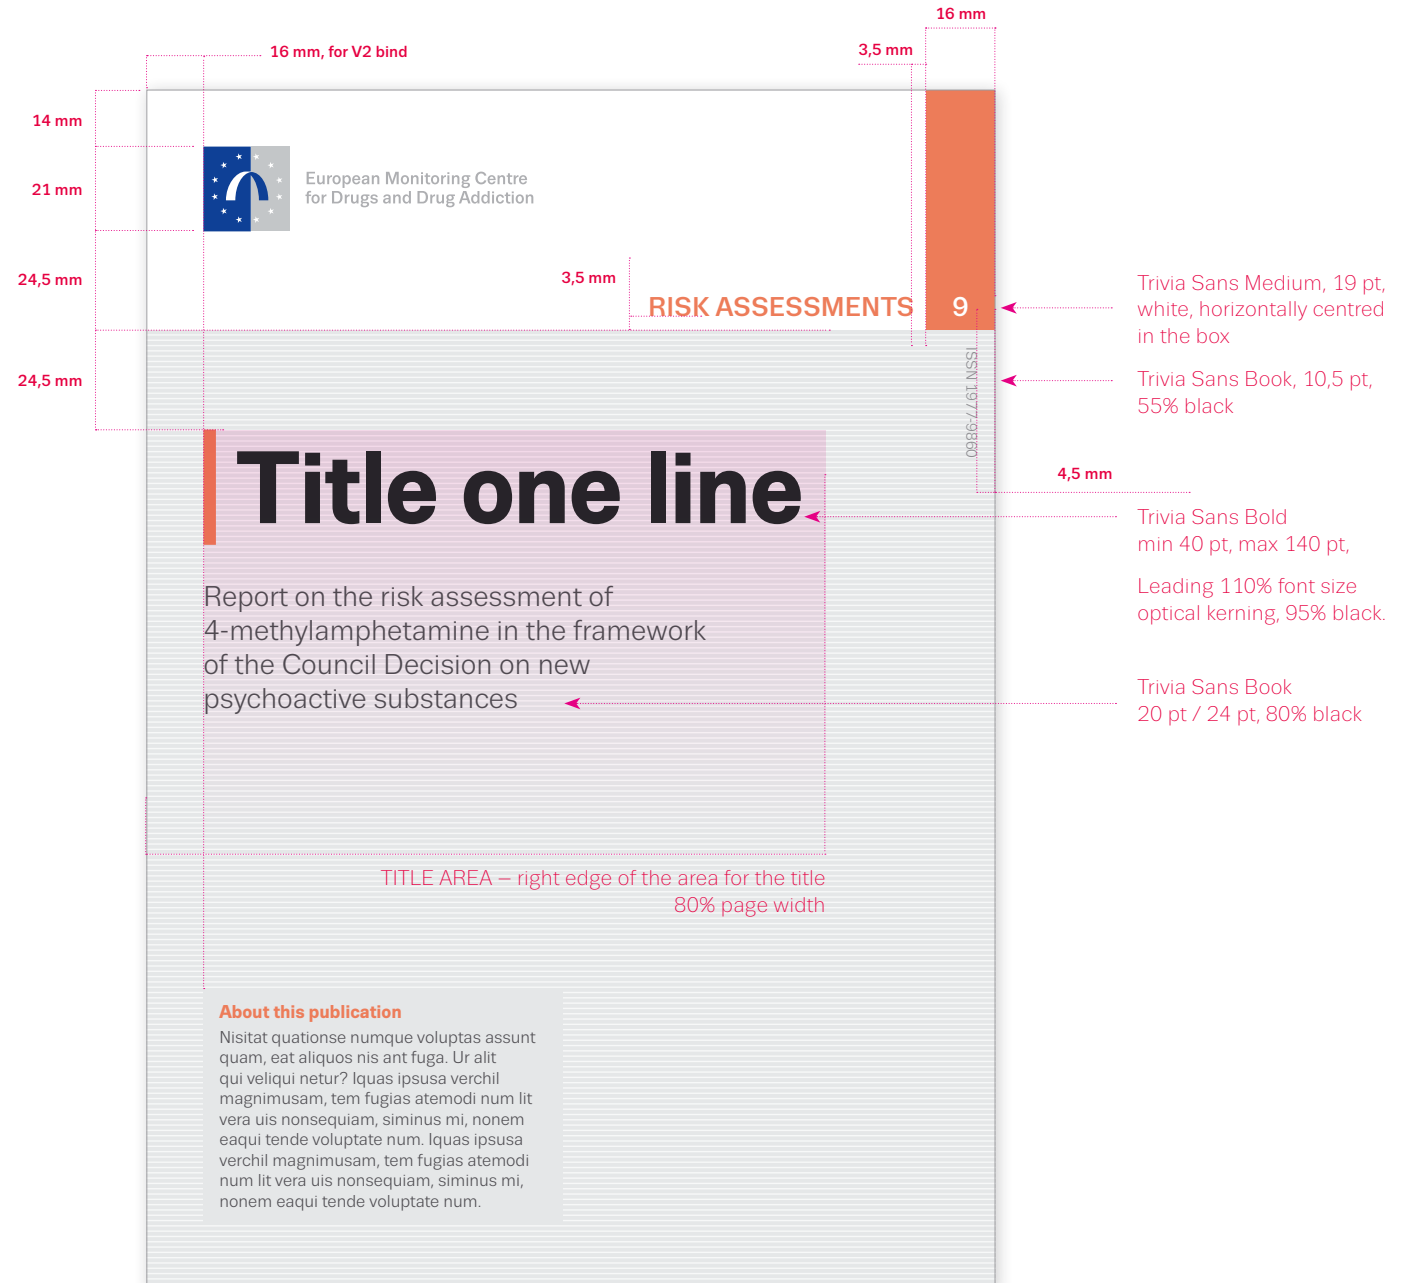 16 mm
3,5 mm
16 mm, for V2 bind
14 mm
21 mm
European Monitoring Centre
for Drugs and Drug Addiction
24,5 mm
3,5 mm
RISK ASSESSMENTS
9
Trivia Sans Medium, 19 pt,
white, horizontally centred
in the box
ISSN 1977-9860
Trivia Sans Book, 10,5 pt,
55% black
24,5 mm
4,5 mm
Title one line
Trivia Sans Bold
min 40 pt, max 140 pt,
Leading 110% font size
optical kerning, 95% black.
Report on the risk assessment of
4-methylamphetamine in the framework
of the Council Decision on new
psychoactive substances
Trivia Sans Book
20 pt / 24 pt, 80% black
TITLE AREA – right edge of the area for the title
80% page width
About this publication
Nisitat quationse numque voluptas assunt
quam, eat aliquos nis ant fuga. Ur alit
qui veliqui netur? Iquas ipsusa verchil
magnimusam, tem fugias atemodi num lit
vera uis nonsequiam, siminus mi, nonem
eaqui tende voluptate num. Iquas ipsusa
verchil magnimusam, tem fugias atemodi
num lit vera uis nonsequiam, siminus mi,
nonem eaqui tende voluptate num.